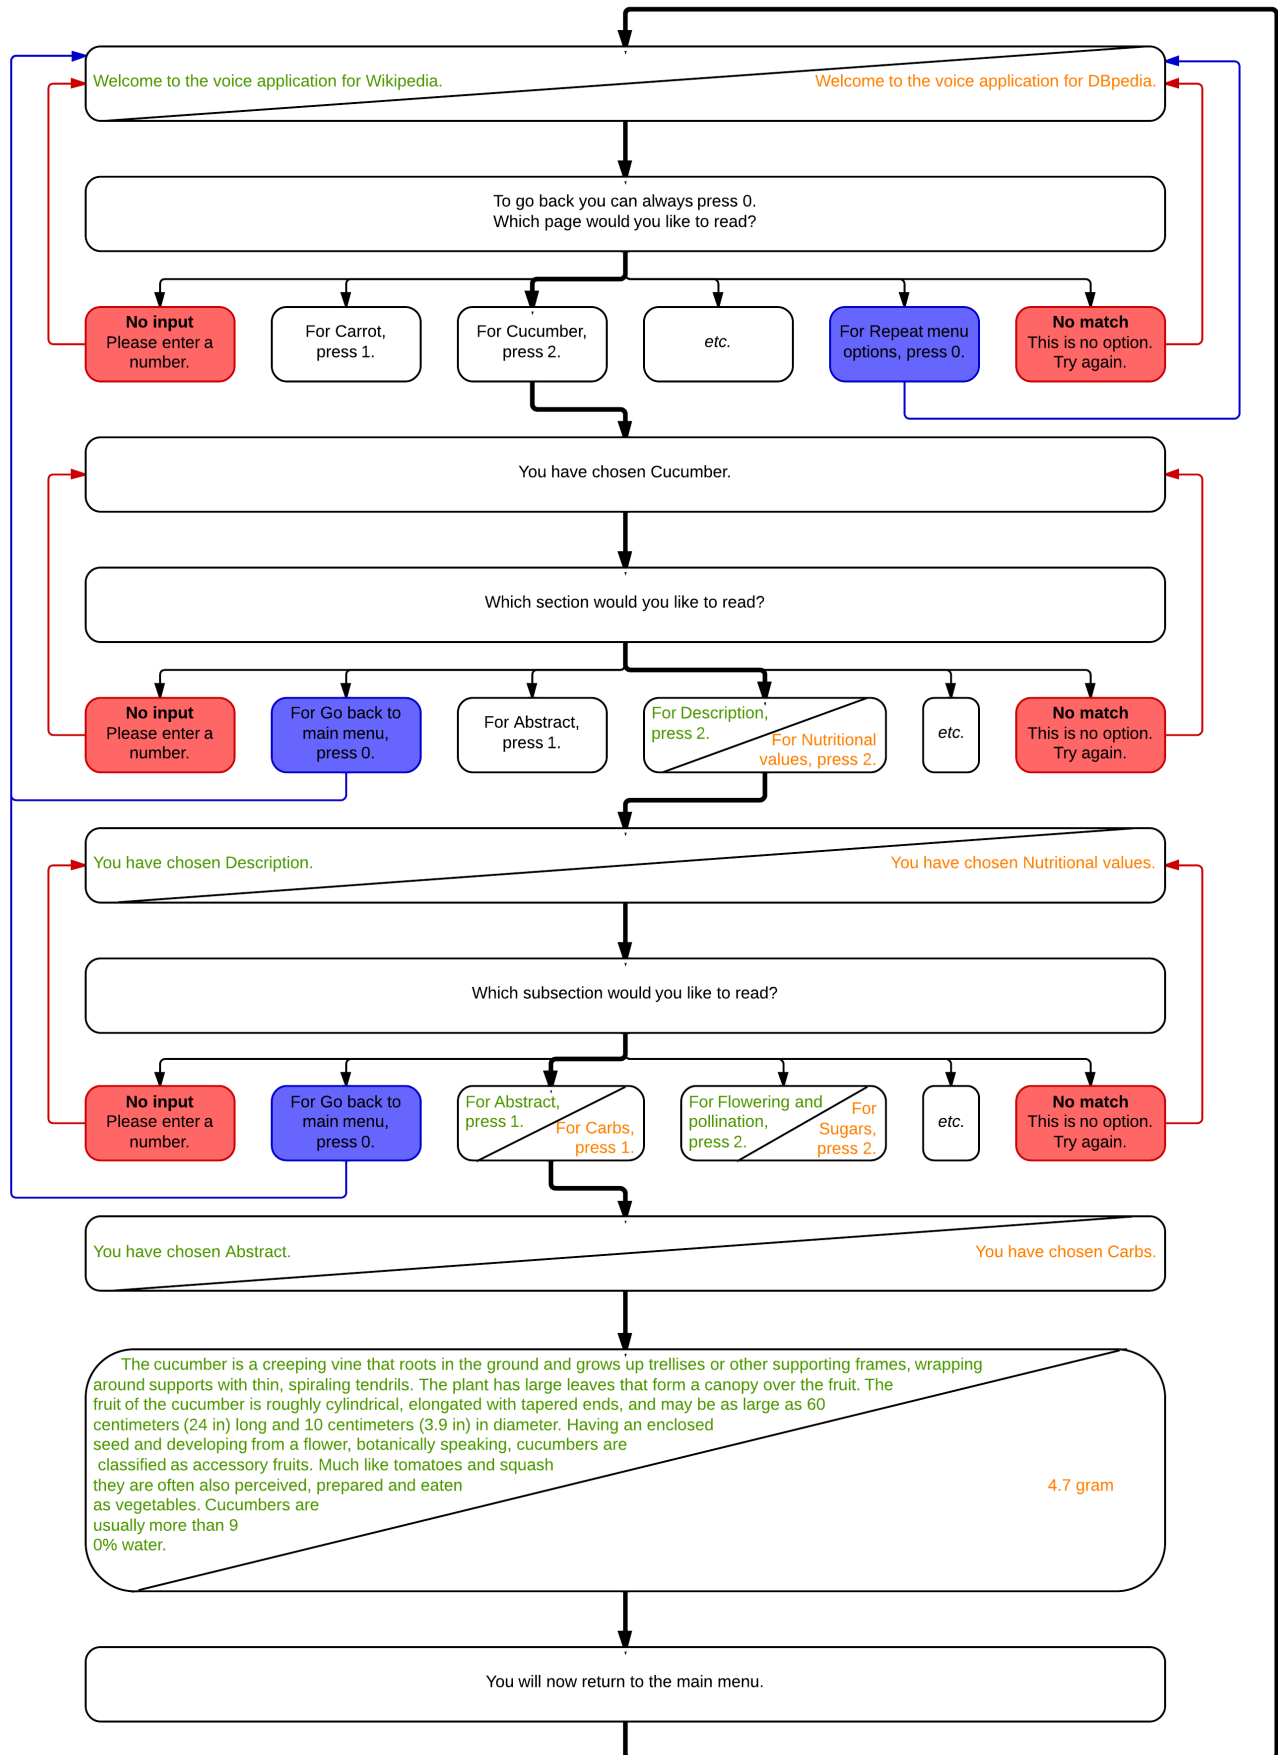 Welcome to the voice application for Wikipedia.
Welcome to the voice application for DBpedia.
To go back you can always press 0.
Which page would you like to read?
No input
Please enter a
number.
For Carrot,
press 1.
For Cucumber,
press 2.
etc.
For Repeat menu
options, press 0.
No match
This is no option.
Try again.
You have chosen Cucumber.
Which section would you like to read?
No input
Please enter a
number.
For Go back to
main menu,
press 0.
For Abstract,
press 1.
For Description,
press 2.
For Nutritional
values, press 2.
etc.
No match
This is no option.
Try again.
You have chosen Description.
You have chosen Nutritional values.
Which subsection would you like to read?
No input
Please enter a
number.
For Go back to
main menu,
press 0.
For Abstract,
press 1.
For Carbs,
press 1.
For Flowering and
pollination,
press 2.
For
Sugars,
press 2.
etc.
No match
This is no option.
Try again.
You have chosen Abstract.
You have chosen Carbs.
The cucumber is a creeping vine that roots in the ground and grows up trellises or other supporting frames, wrapping
around supports with thin, spiraling tendrils. The plant has large leaves that form a canopy over the fruit. The
fruit of the cucumber is roughly cylindrical, elongated with tapered ends, and may be as large as 60
centimeters (24 in) long and 10 centimeters (3.9 in) in diameter. Having an enclosed
seed and developing from a flower, botanically speaking, cucumbers are
classified as accessory fruits. Much like tomatoes and squash
they are often also perceived, prepared and eaten
as vegetables. Cucumbers are
usually more than 9
0% water.
4.7 gram
You will now return to the main menu.